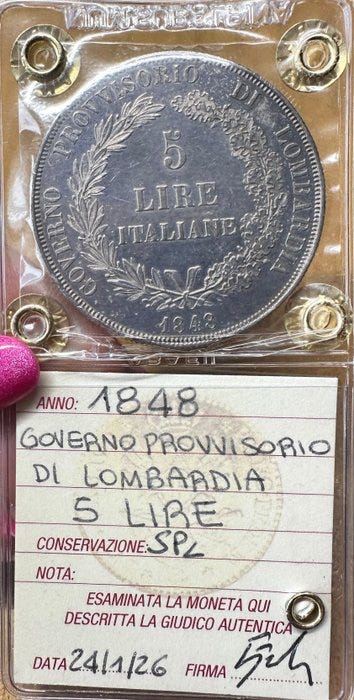 GOVERNO PROVVISORIO DI LOMBARDIA
5
LIRE
ITALIANE
1848
ANNO: 1848
GOVERNO PROVVISORIO
DI LOMBARDIA
5 LIRE
CONSERVAZIONE: SPL
NOTA:
ESAMINATA LA MONETA QUI
DESCRITTA LA GIUDICO AUTENTICA
DATA 24/1/26 FIRMA